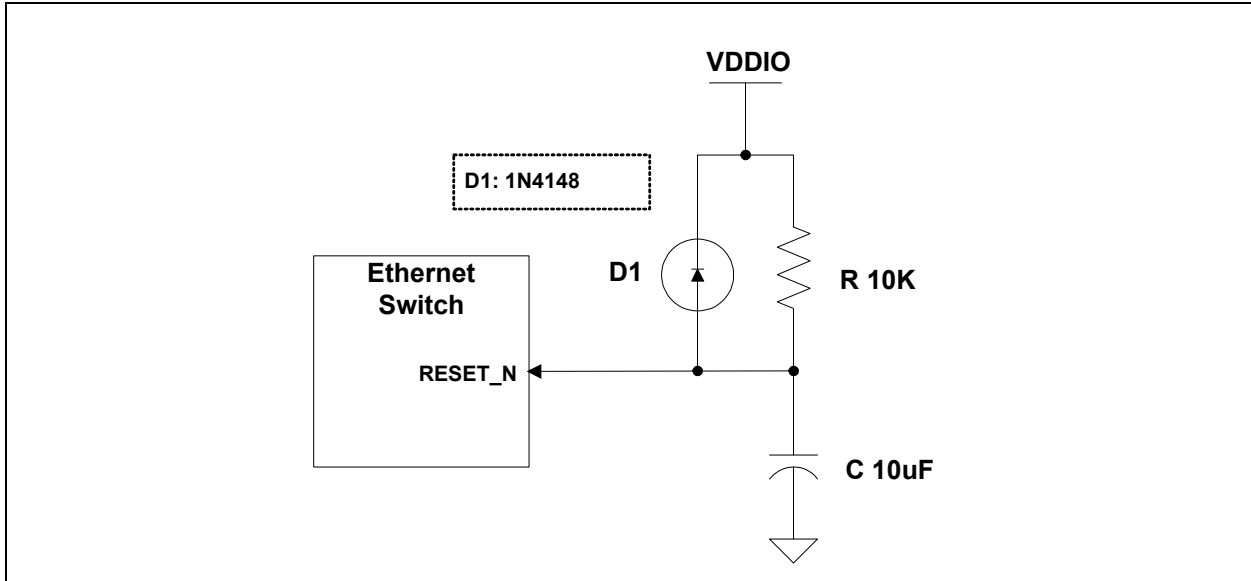 VDDIO
D1: 1N4148
Ethernet
Switch
D1
R 10K
RESET_N
C 10uF